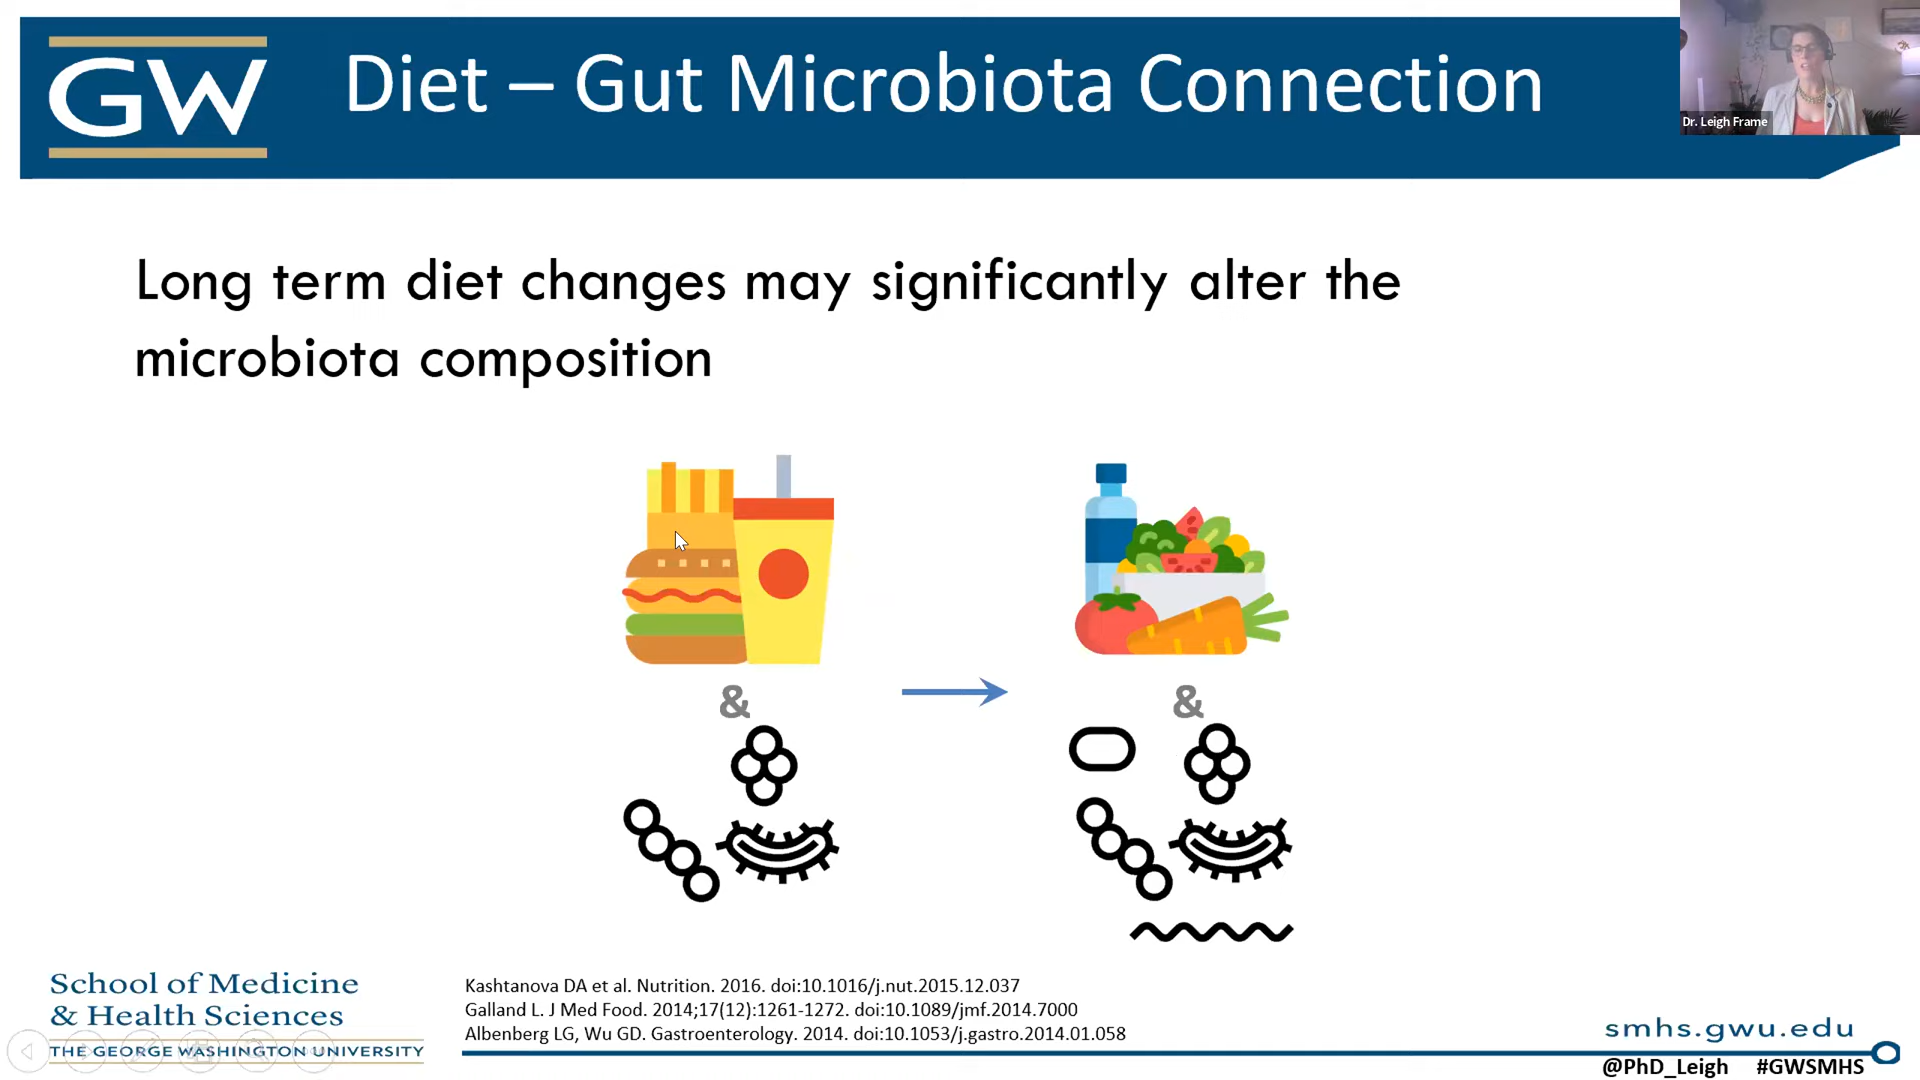 GW
Diet – Gut Microbiota Connection
Dr. Leigh Frame
Long term diet changes may significantly alter the
microbiota composition
&
&
School of Medicine
& Health Sciences
THE GEORGE WASHINGTON UNIVERSITY
Kashtanova DA et al. Nutrition. 2016. doi:10.1016/j.nut.2015.12.037
Galland L. J Med Food. 2014;17(12):1261-1272. doi:10.1089/jmf.2014.7000
Albenberg LG, Wu GD. Gastroenterology. 2014. doi:10.1053/j.gastro.2014.01.058
smhs.gwu.edu
@PhD_Leigh #GWSMHS